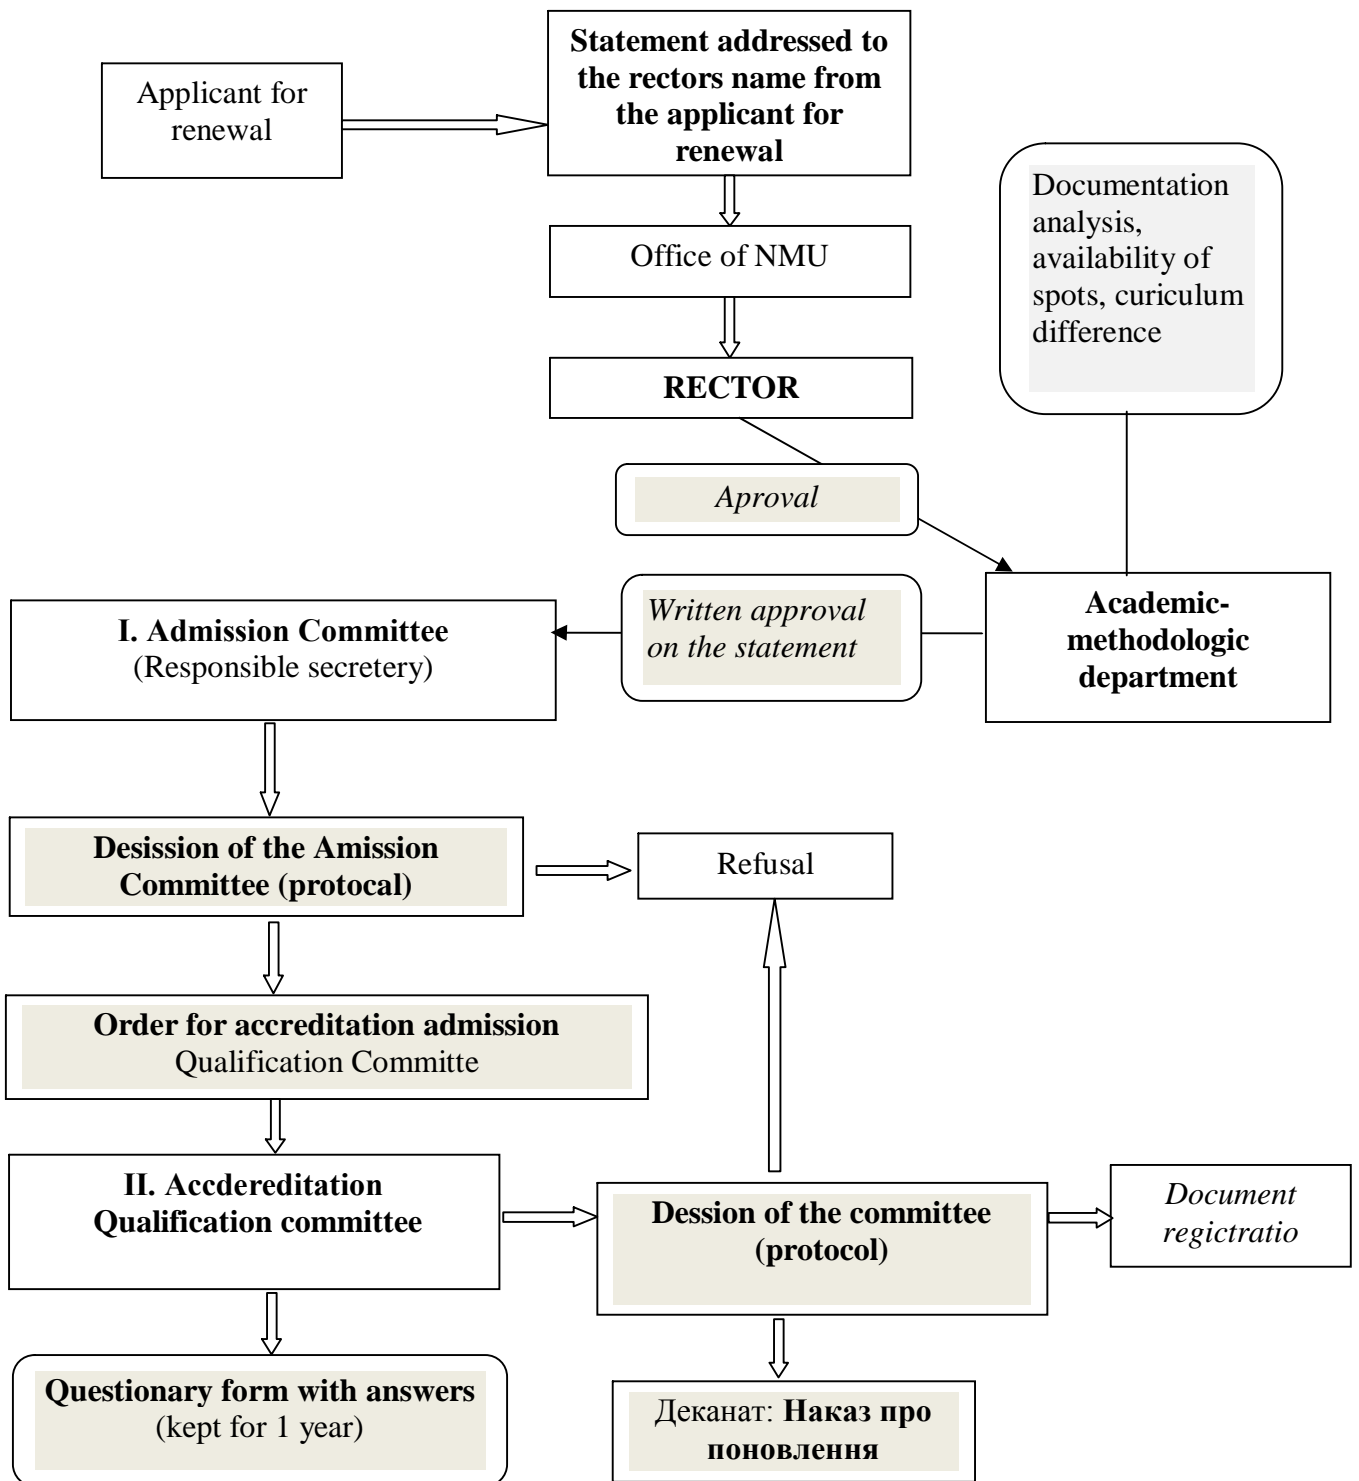 Statement addressed to
the rectors name from
the applicant for
renewal
Applicant for
renewal
Documentation
analysis,
availability of
spots, curiculum
difference
Office of NMU
RECTOR
Aproval
Written approval
on the statement
Academic-
methodologic
department
I. Admission Committee
(Responsible secretery)
Desission of the Amission
Committee (protocal)
Refusal
Order for accreditation admission
Qualification Committe
II. Accdereditation
Qualification committee
Dession of the committee
(protocol)
Document
regictratio
Questionary form with answers
(kept for 1 year)
Деканат: Наказ про
поновлення